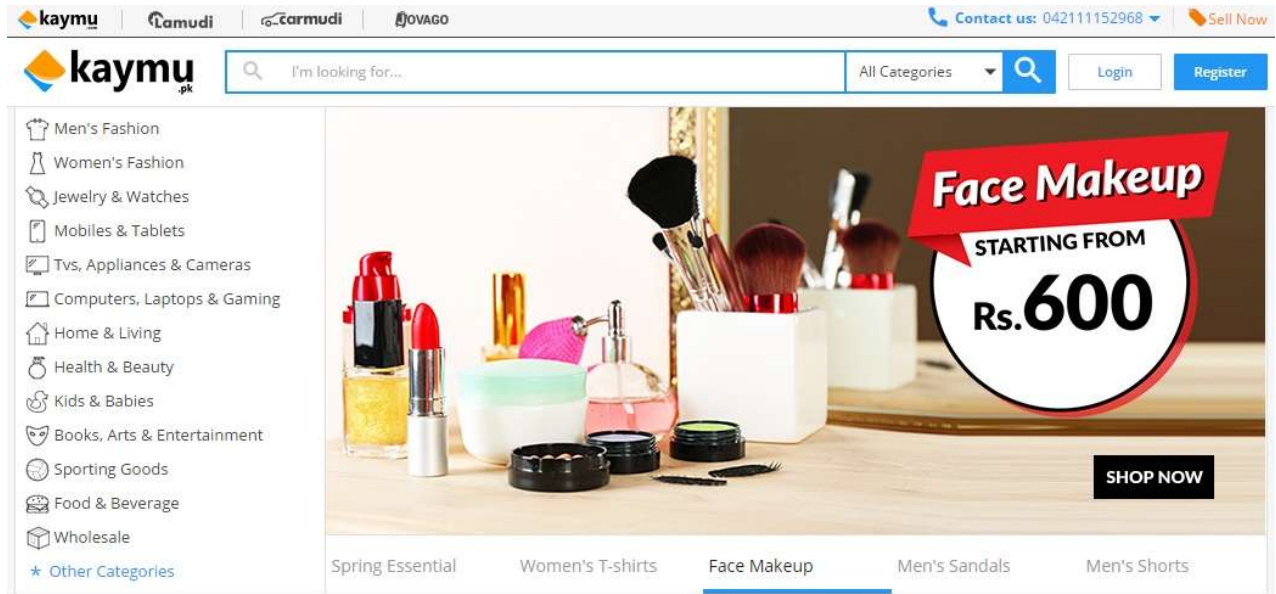 kaymu Lamudi carmudi JOVAGO Contact us: 042111152968 Sell Now
kaymu.pk I'm looking for... All Categories Login Register
Men's Fashion
Women's Fashion
Jewelry & Watches
Mobiles & Tablets
Tvs, Appliances & Cameras
Computers, Laptops & Gaming
Home & Living
Health & Beauty
Kids & Babies
Books, Arts & Entertainment
Sporting Goods
Food & Beverage
Wholesale
* Other Categories
Face Makeup
STARTING FROM
Rs.600
SHOP NOW
Spring Essential Women's T-shirts Face Makeup Men's Sandals Men's Shorts